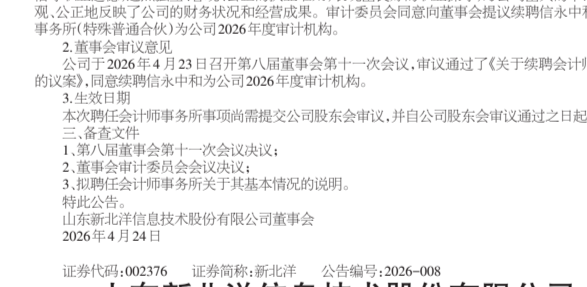 观、公正地反映了公司的财务状况和经营成果。审计委员会同意向董事会提议续聘信永中和
事务所(特殊普通合伙)为公司2026年度审计机构。
2.董事会审议意见
公司于2026年4月23日召开第八届董事会第十一次会议,审议通过了《关于续聘会计师
的议案》,同意续聘信永中和为公司2026年度审计机构。
3.生效日期
本次聘任会计师事务所事项尚需提交公司股东会审议,并自公司股东会审议通过之日起
三、备查文件
1、第八届董事会第十一次会议决议;
2、董事会审计委员会会议决议;
3、拟聘任会计师事务所关于其基本情况的说明。
特此公告。
山东新北洋信息技术股份有限公司董事会
2026年4月24日
证券代码:002376 证券简称:新北洋 公告编号:2026-008